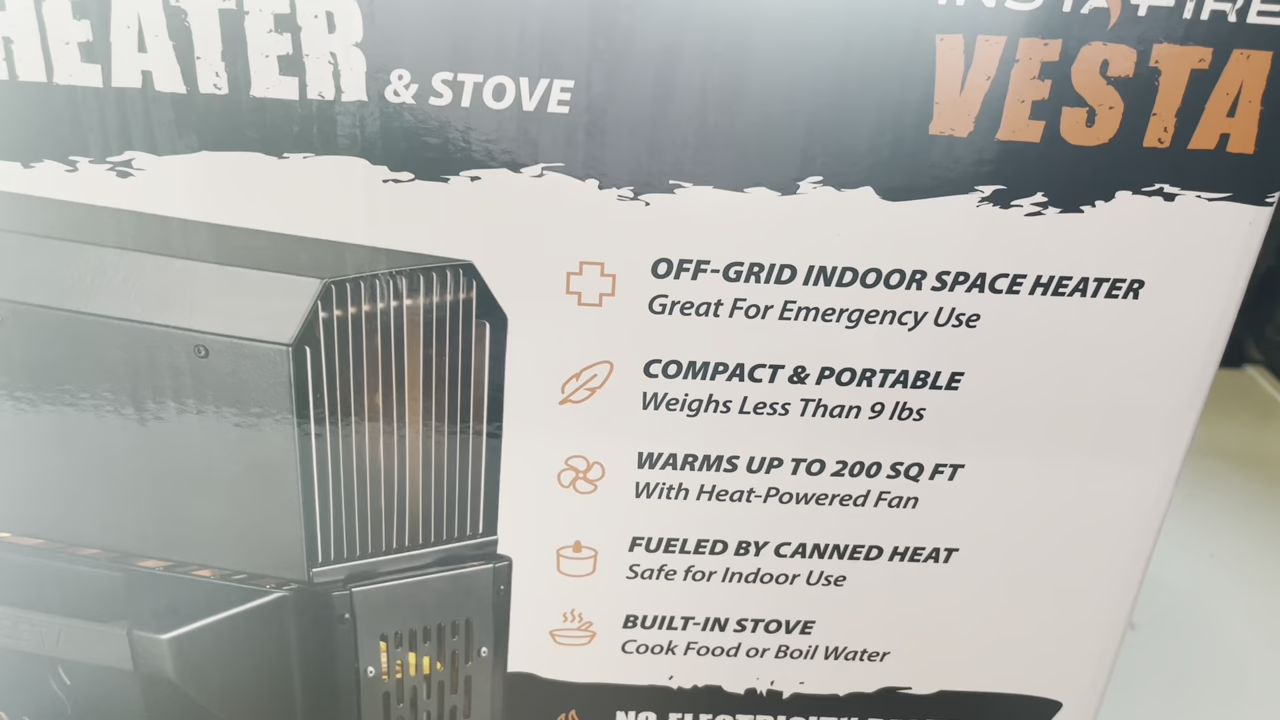 HEATER & STOVE
INSTAFIRE
VESTA
OFF-GRID INDOOR SPACE HEATER
Great For Emergency Use
COMPACT & PORTABLE
Weighs Less Than 9 lbs
WARMS UP TO 200 SQ FT
With Heat-Powered Fan
FUELED BY CANNED HEAT
Safe for Indoor Use
BUILT-IN STOVE
Cook Food or Boil Water
NO ELECTRICITY